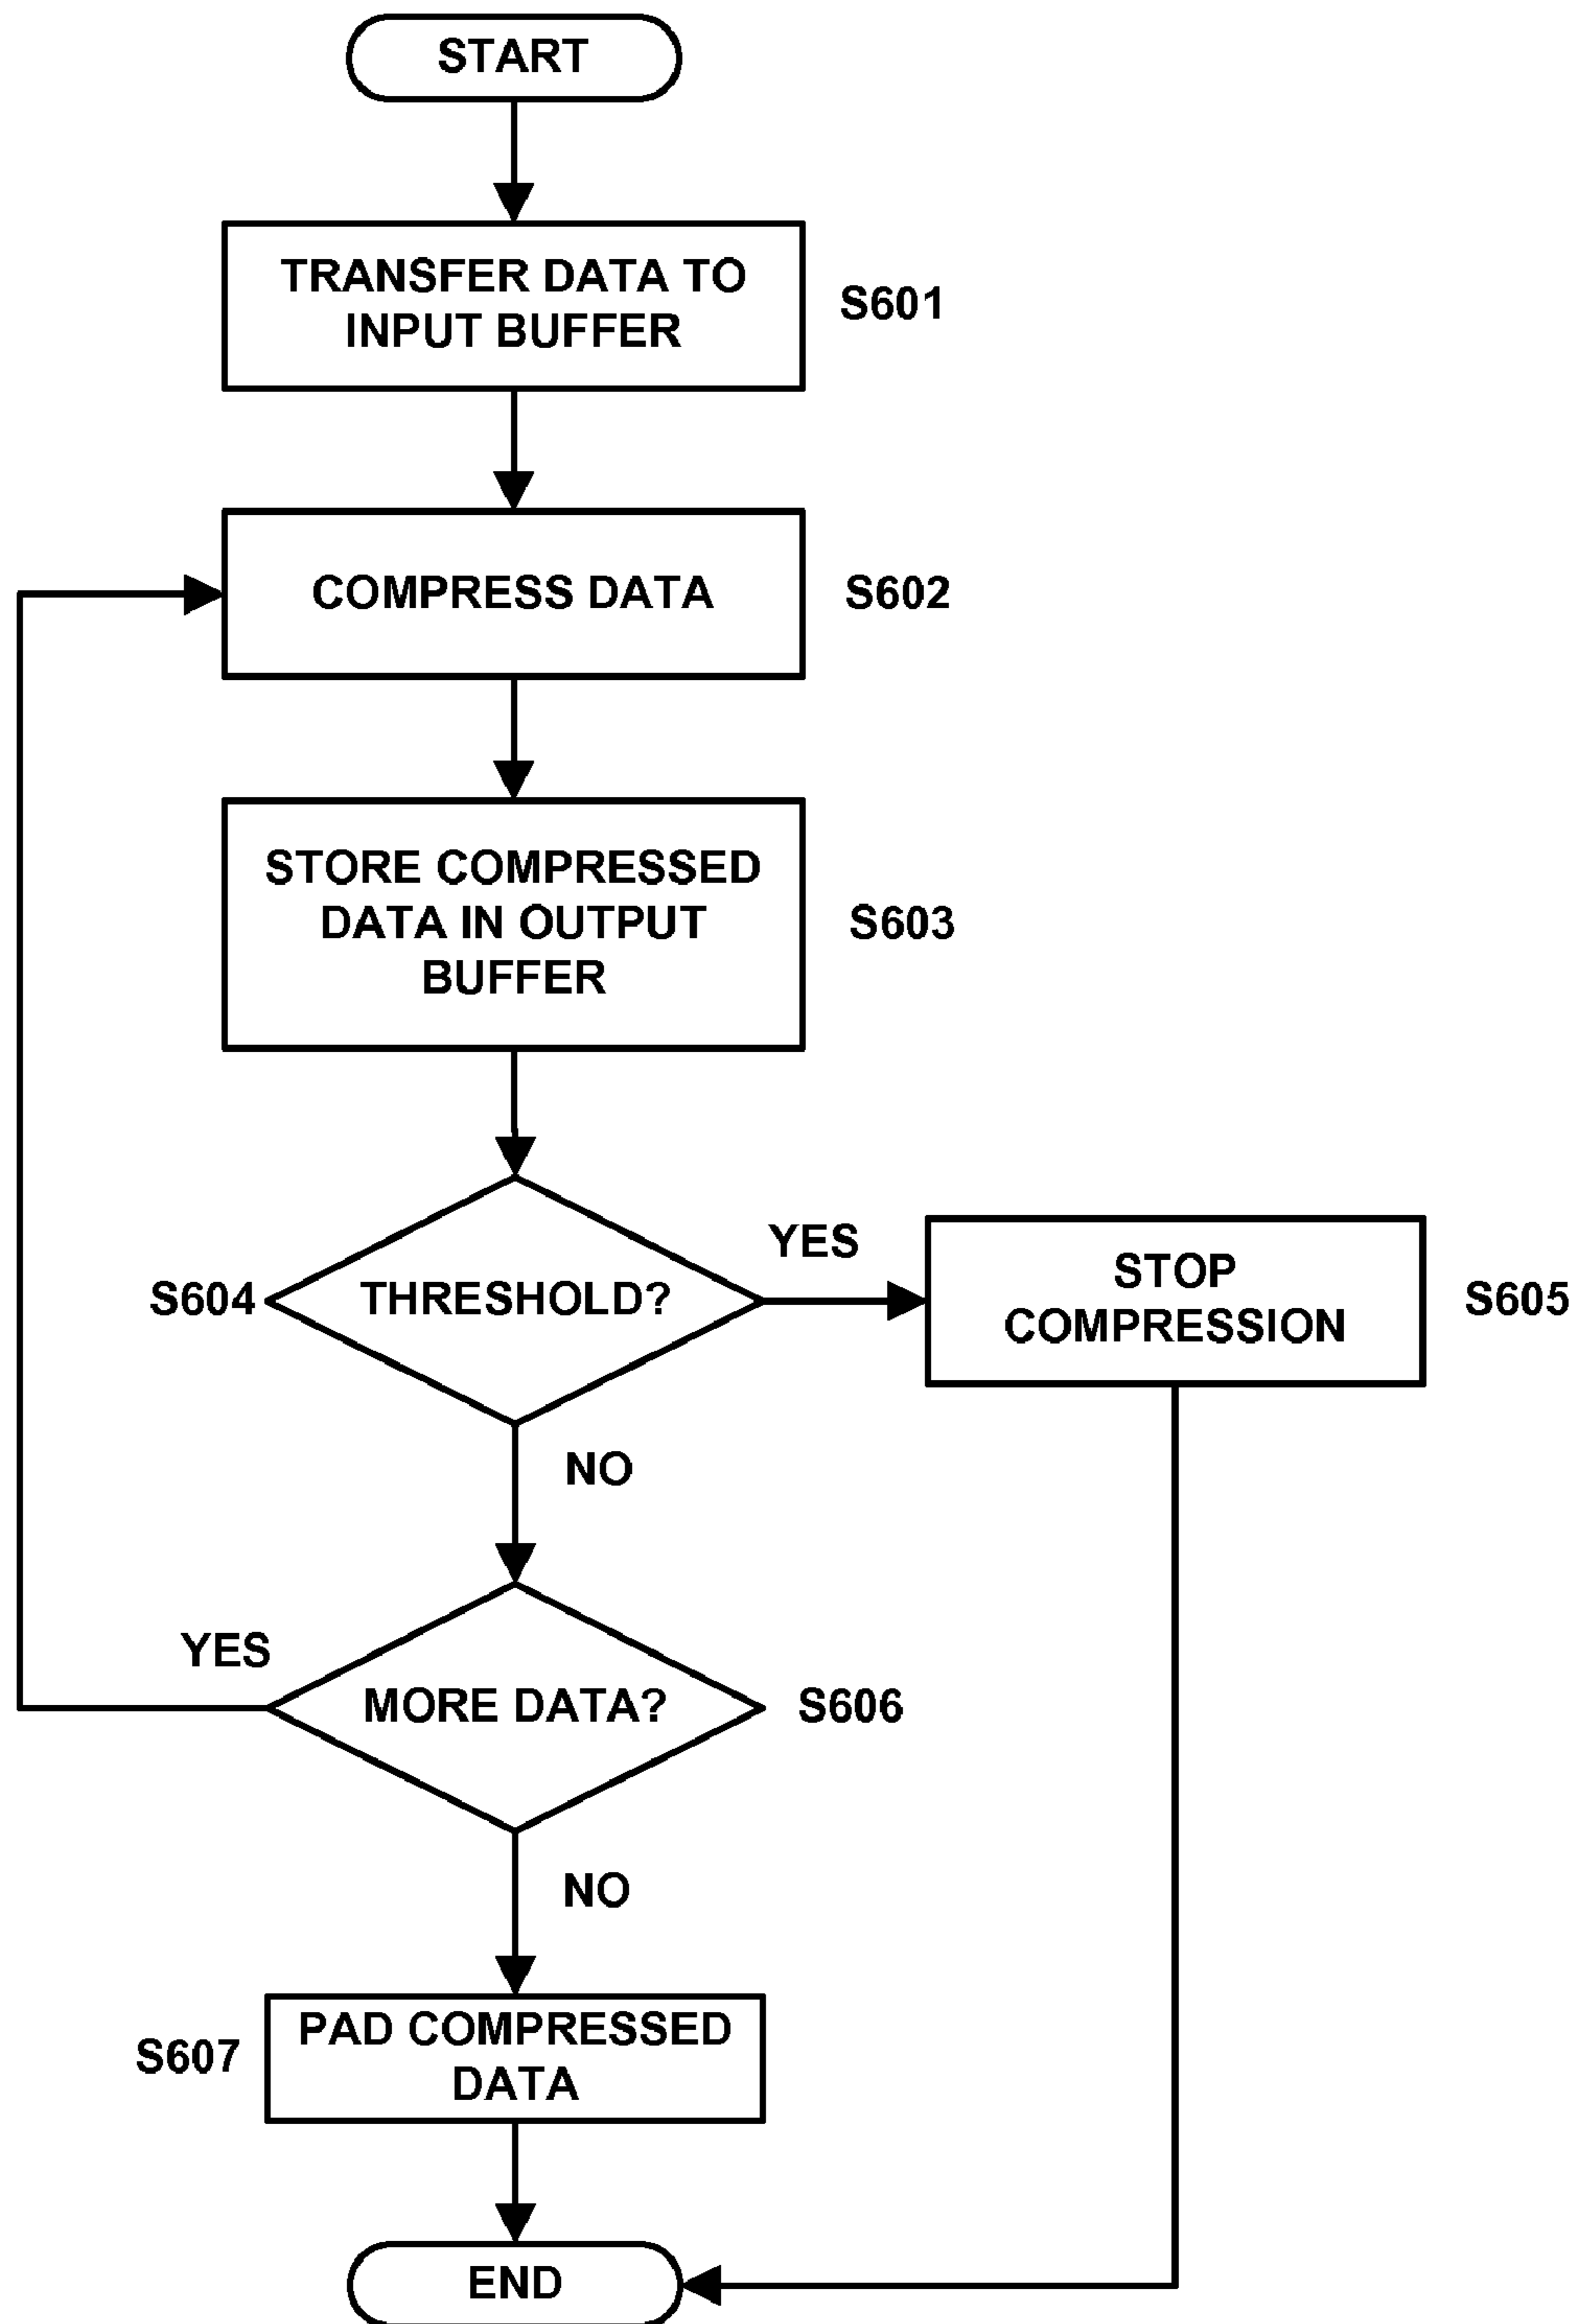 START
TRANSFER DATA TO
INPUT BUFFER
S601
COMPRESS DATA
S602
STORE COMPRESSED
DATA IN OUTPUT
BUFFER
S603
S604
THRESHOLD?
YES
STOP
COMPRESSION
S605
NO
YES
MORE DATA?
S606
NO
S607
PAD COMPRESSED
DATA
END